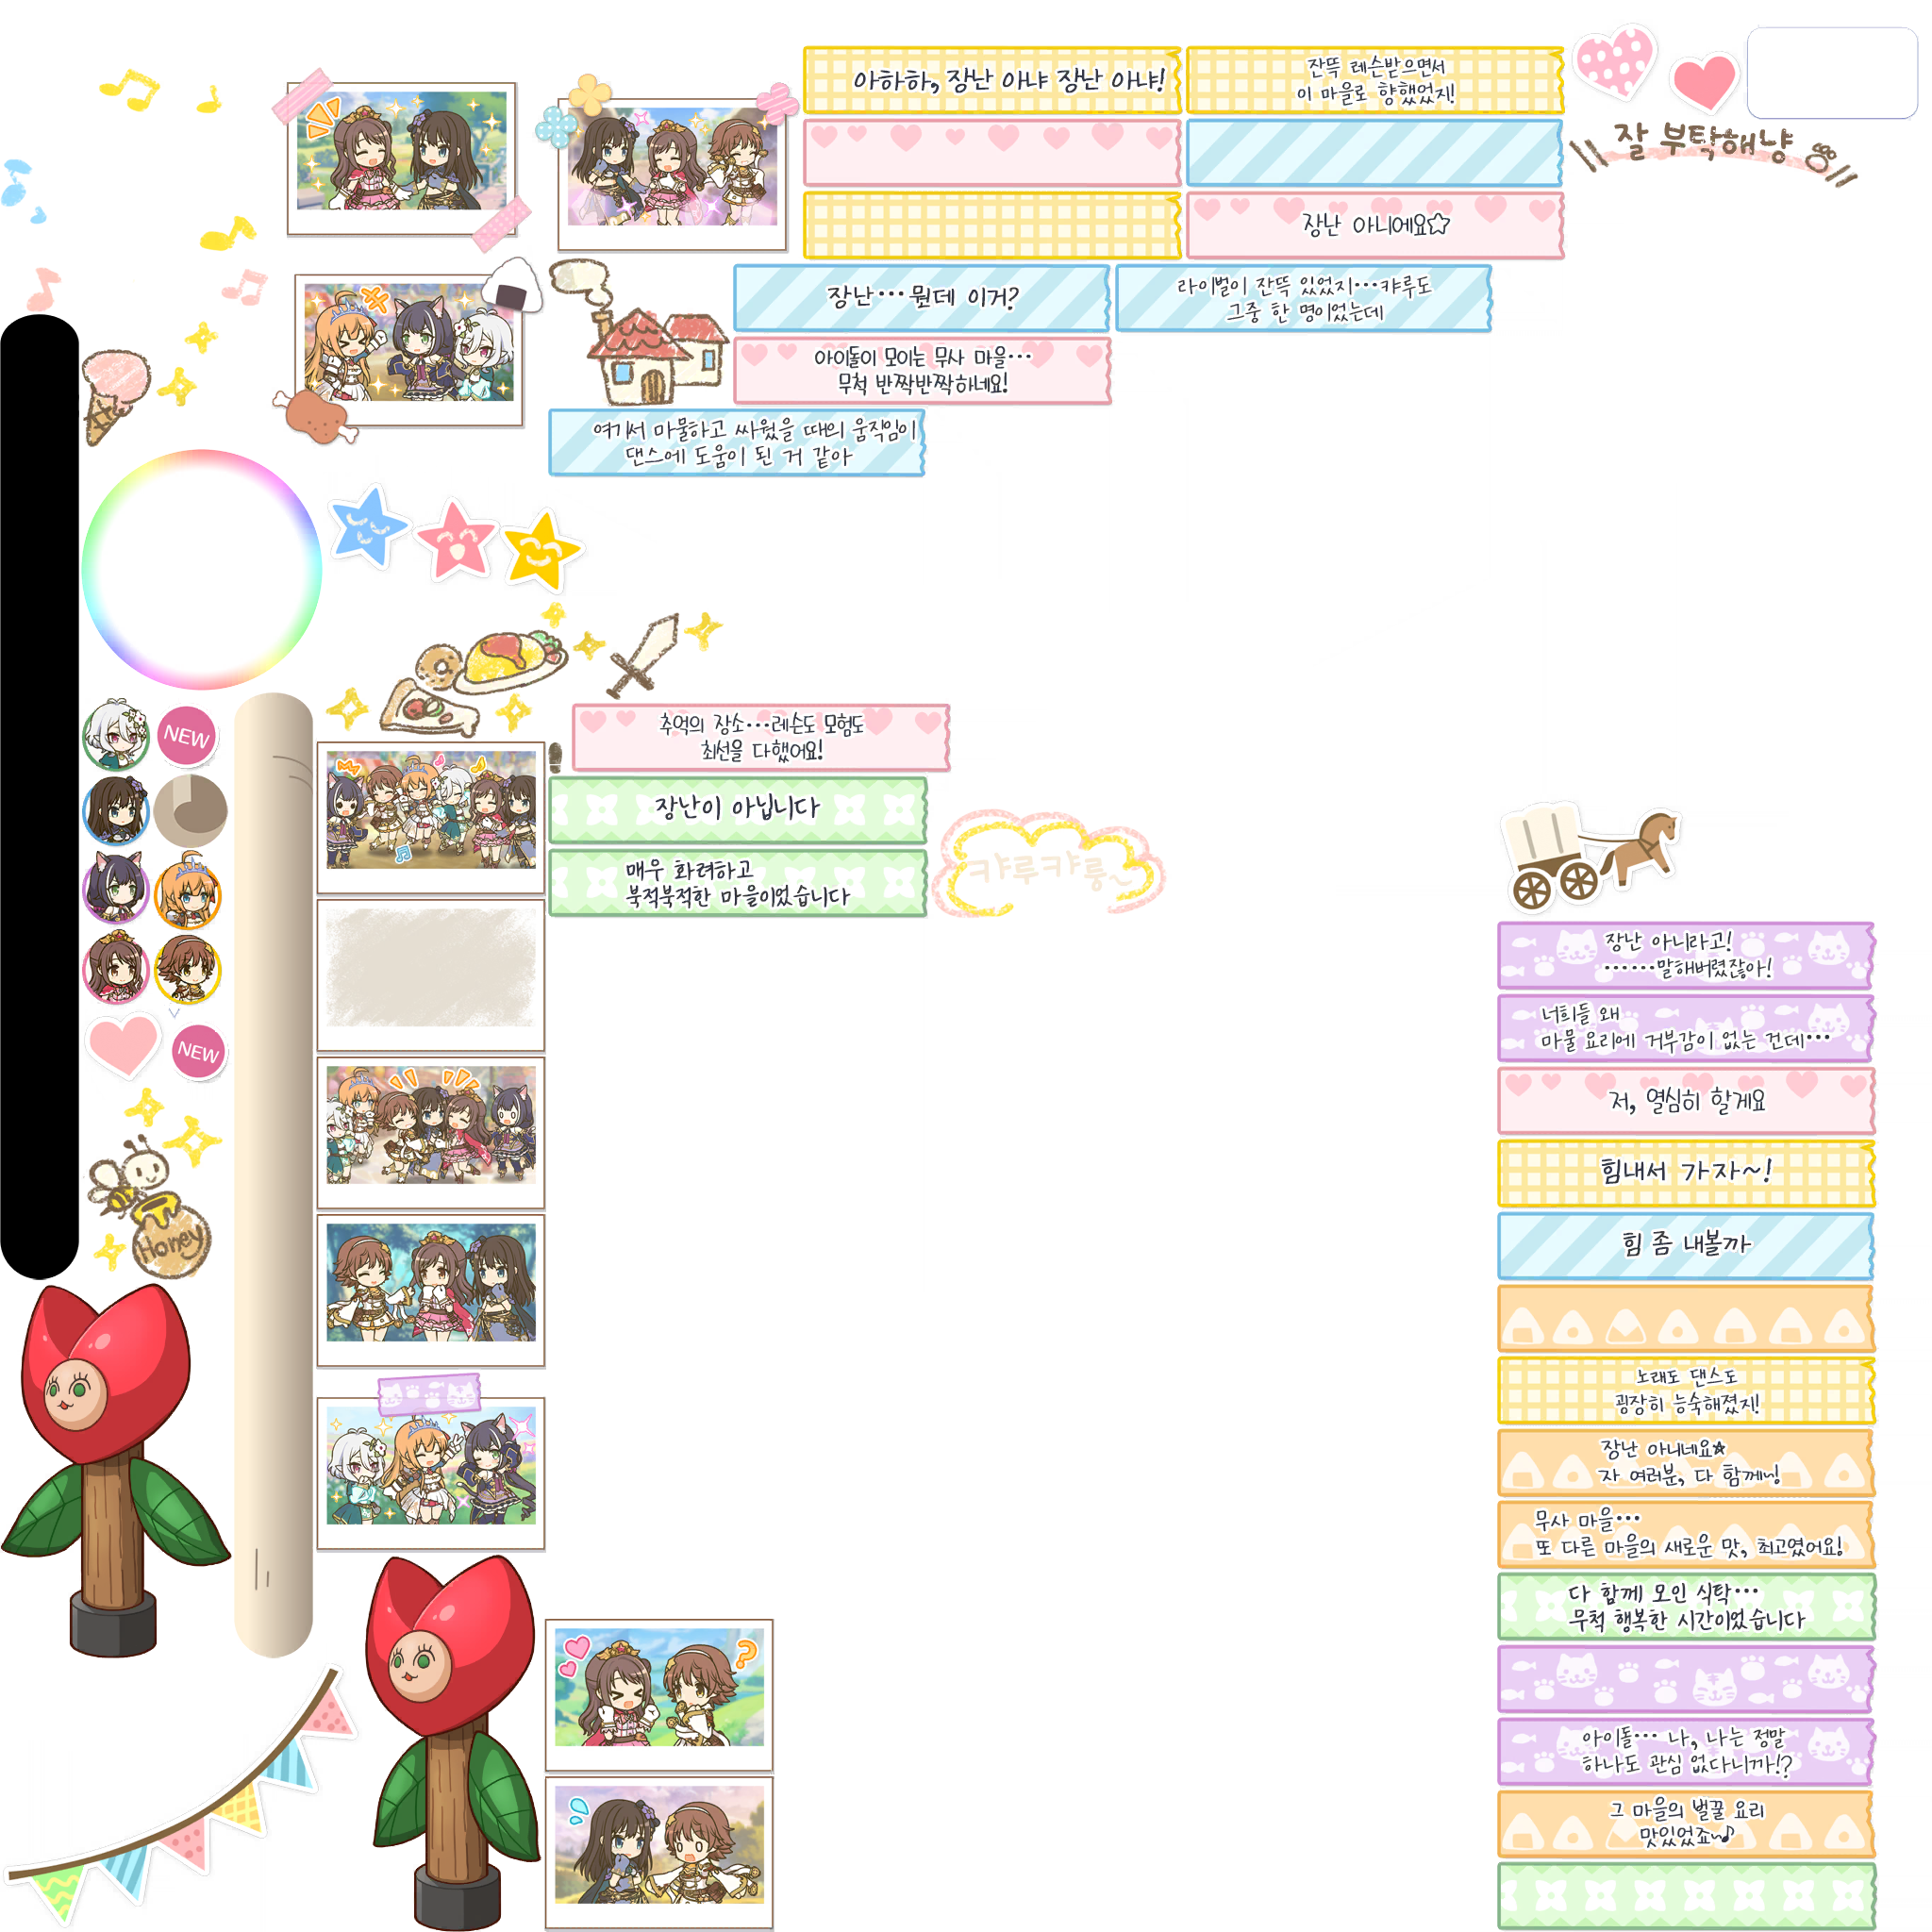 아하하, 장난 아냐 장난 아냐!
잔뜩 레슨받으면서
이 마을로 향했었지!
잘 부탁해냥
장난 아니에요☆
장난…뭔데 이거?
라이벌이 잔뜩 있었지…캬루도
그중 한 명이었는데
아이돌이 모이는 무사 마을…
무척 반짝반짝하네요!
여기서 마물하고 싸웠을 때의 움직임이
댄스에 도움이 된 거 같아
NEW
추억의 장소…레슨도 모험도
최선을 다했어요!
장난이 아닙니다
매우 화려하고
북적북적한 마을이었습니다
캬루캬룽~
장난 아니라고!
……말해버렸잖아!
너희들 왜
마물 요리에 거부감이 없는 건데…
NEW
저, 열심히 할게요
힘내서 가자~!
Honey
힘 좀 내볼까
노래도 댄스도
굉장히 능숙해졌지!
장난 아니네요☆
자 여러분, 다 함께~!
무사 마을…
또 다른 마을의 새로운 맛, 최고였어요!
다 함께 모인 식탁…
무척 행복한 시간이었습니다
아이돌… 나, 나는 정말
하나도 관심 없다니까!?
그 마을의 벌꿀 요리
맛있었죠~♪